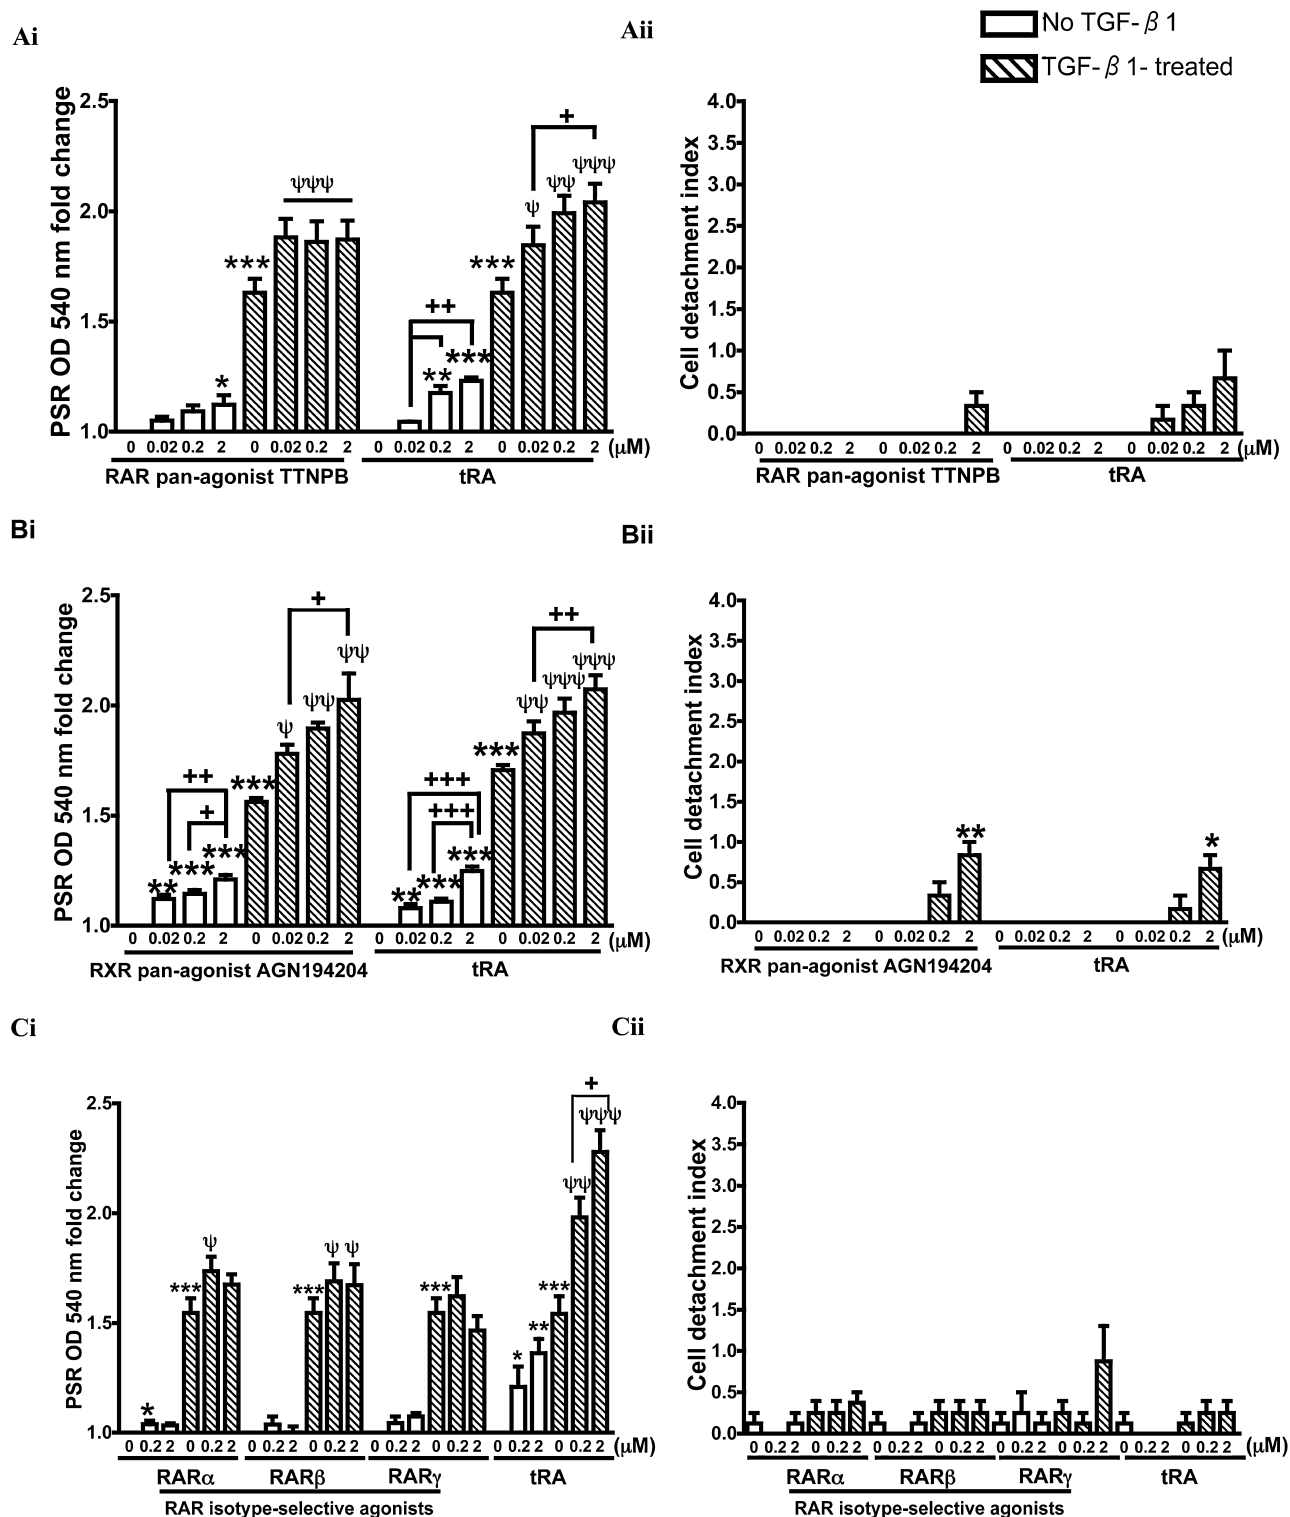 Ai
Aii
No TGF-β1
TGF-β1- treated
PSR OD 540 nm fold change
2.5
2.0
1.5
1.0
*
***
ψψψ
++
**
***
***
ψ
ψψ
ψψψ
+
0 0.02 0.2 2 0 0.02 0.2 2 0 0.02 0.2 2 0 0.02 0.2 2 (μM)
RAR pan-agonist TTNPB
tRA
Cell detachment index
4.0
3.5
3.0
2.5
2.0
1.5
1.0
0.5
0.0
0 0.02 0.2 2 0 0.02 0.2 2 0 0.02 0.2 2 0 0.02 0.2 2 (μM)
RAR pan-agonist TTNPB
tRA
Bi
Bii
PSR OD 540 nm fold change
2.5
2.0
1.5
1.0
++
+
**
***
***
***
ψ
ψψ
ψψ
+
+++
+++
**
***
***
***
ψψ
ψψψ
ψψψ
++
0 0.02 0.2 2 0 0.02 0.2 2 0 0.02 0.2 2 0 0.02 0.2 2 (μM)
RXR pan-agonist AGN194204
tRA
Cell detachment index
4.0
3.5
3.0
2.5
2.0
1.5
1.0
0.5
0.0
**
*
0 0.02 0.2 2 0 0.02 0.2 2 0 0.02 0.2 2 0 0.02 0.2 2 (μM)
RXR pan-agonist AGN194204
tRA
Ci
Cii
PSR OD 540 nm fold change
2.5
2.0
1.5
1.0
*
***
ψ
***
ψ
ψ
***
*
**
***
ψψ
ψψψ
+
0 0.2 2 0 0.2 2 0 0.2 2 0 0.2 2 0 0.2 2 0 0.2 2 0 0.2 2 0 0.2 2 (μM)
RARα
RARβ
RARγ
tRA
RAR isotype-selective agonists
Cell detachment index
4.0
3.5
3.0
2.5
2.0
1.5
1.0
0.5
0.0
0 0.2 2 0 0.2 2 0 0.2 2 0 0.2 2 0 0.2 2 0 0.2 2 0 0.2 2 0 0.2 2 (μM)
RARα
RARβ
RARγ
tRA
RAR isotype-selective agonists